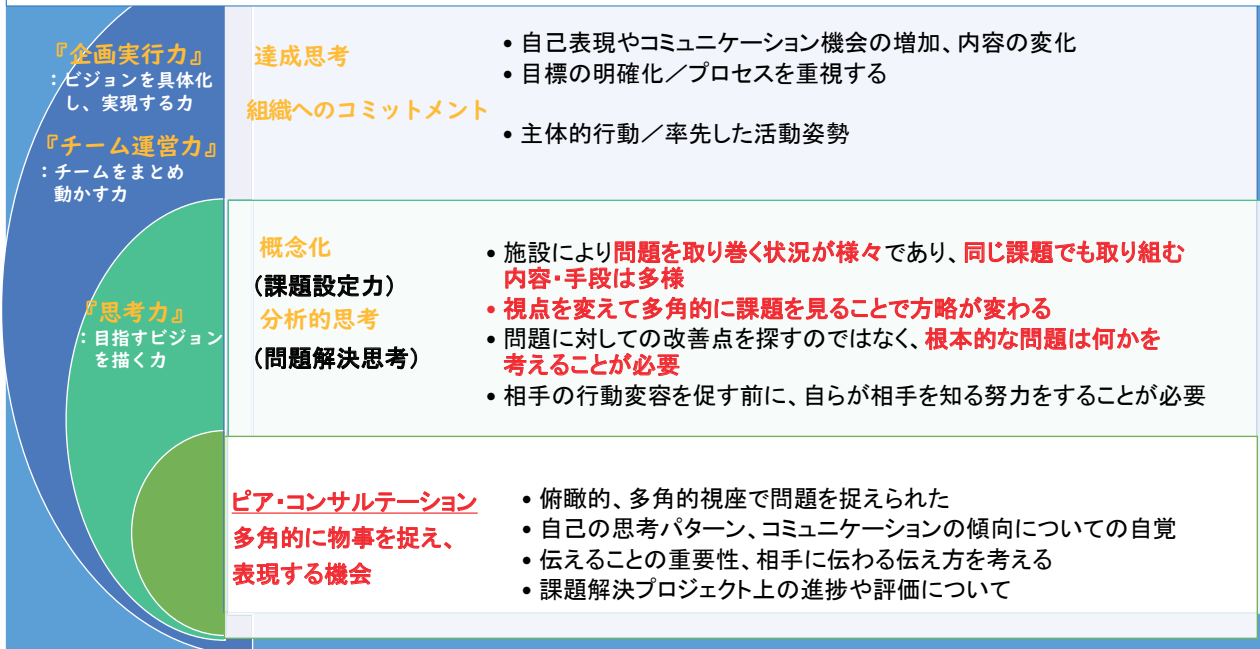 『企画実行力』
：ビジョンを具体化
し、実現する力
『チーム運営力』
：チームをまとめ
動かす力
達成思考
組織へのコミットメント
• 自己表現やコミュニケーション機会の増加、内容の変化
• 目標の明確化／プロセスを重視する
• 主体的行動／率先した活動姿勢
『思考力』
：目指すビジョン
を描く力
概念化
(課題設定力)
分析的思考
(問題解決思考)
• 施設により問題を取り巻く状況が様々であり、同じ課題でも取り組む
内容・手段は多様
• 視点を変えて多角的に課題を見ることで方略が変わる
• 問題に対しての改善点を探すのではなく、根本的な問題は何かを
考えることが必要
• 相手の行動変容を促す前に、自らが相手を知る努力をすることが必要
ピア・コンサルテーション
多角的に物事を捉え、
表現する機会
• 俯瞰的、多角的視座で問題を捉えられた
• 自己の思考パターン、コミュニケーションの傾向についての自覚
• 伝えることの重要性、相手に伝わる伝え方を考える
• 課題解決プロジェクト上の進捗や評価について